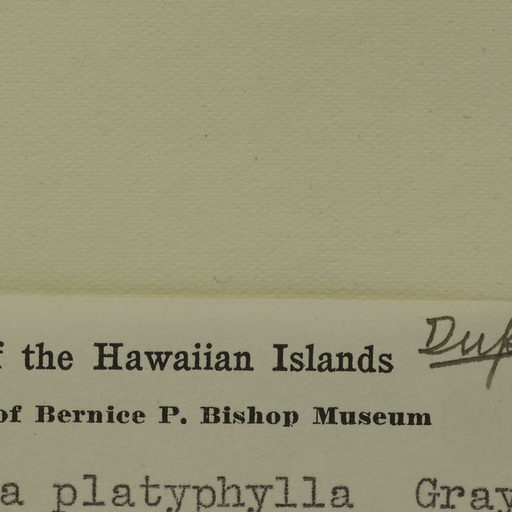 the Hawaiian Islands
of Bernice P. Bishop Museum
platyphylla Gray